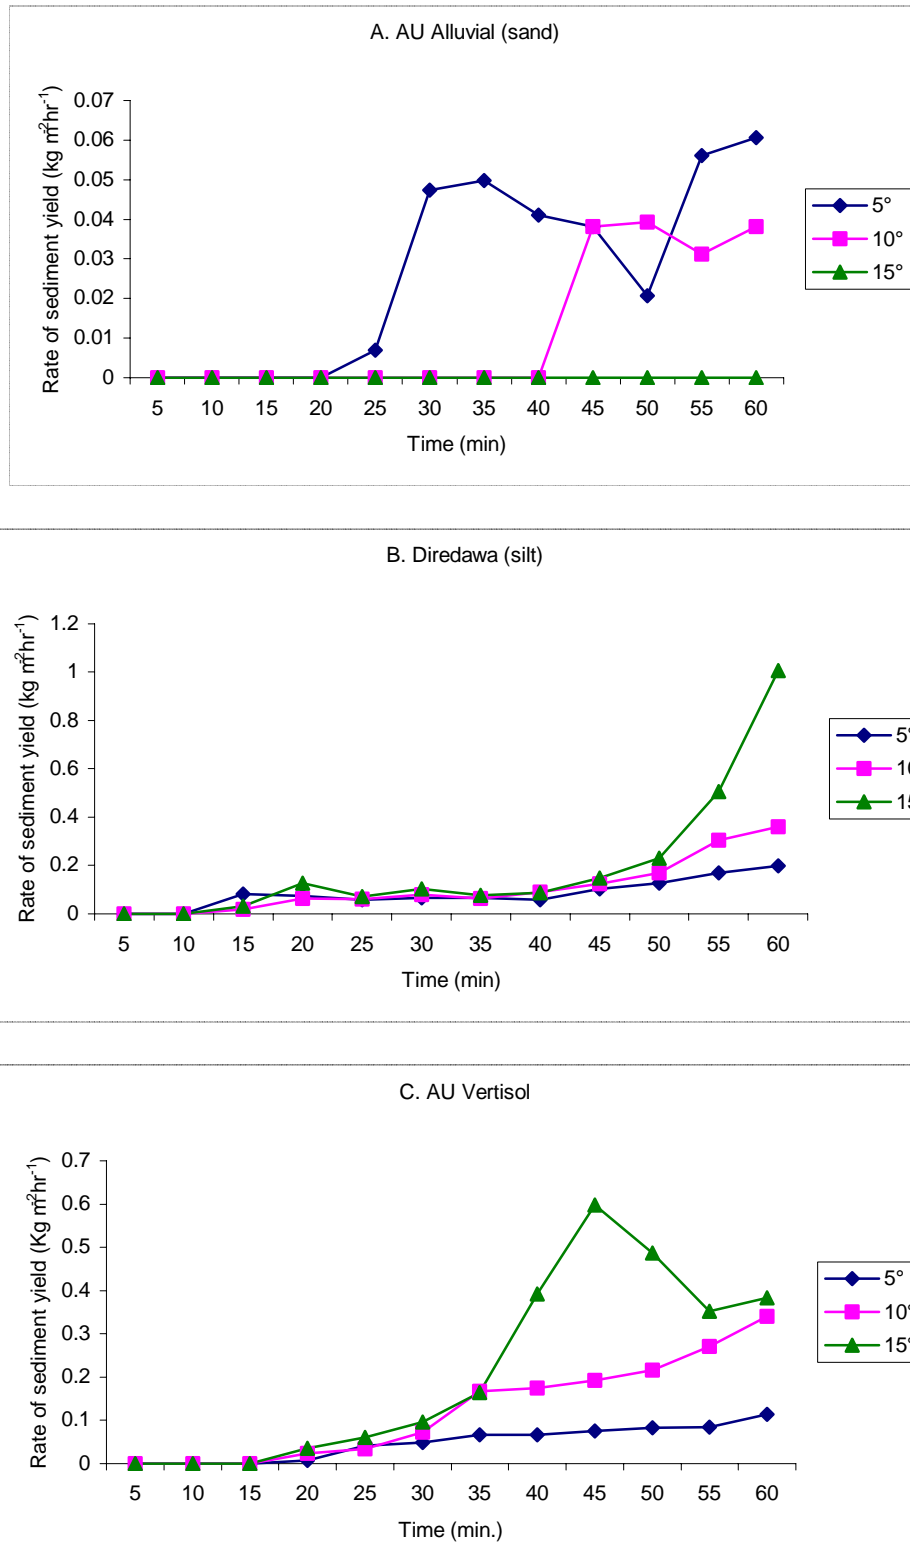 A. AU Alluvial (sand)
Rate of sediment yield (kg m-2hr-1)
0.07
0.06
0.05
0.04
0.03
0.02
0.01
0
5 10 15 20 25 30 35 40 45 50 55 60
Time (min)
5°
10°
15°
B. Diredawa (silt)
Rate of sediment yield (kg m-2hr-1)
1.2
1
0.8
0.6
0.4
0.2
0
5 10 15 20 25 30 35 40 45 50 55 60
Time (min)
5°
10
15
C. AU Vertisol
Rate of sediment yield (Kg m-2hr-1)
0.7
0.6
0.5
0.4
0.3
0.2
0.1
0
5 10 15 20 25 30 35 40 45 50 55 60
Time (min.)
5°
10°
15°